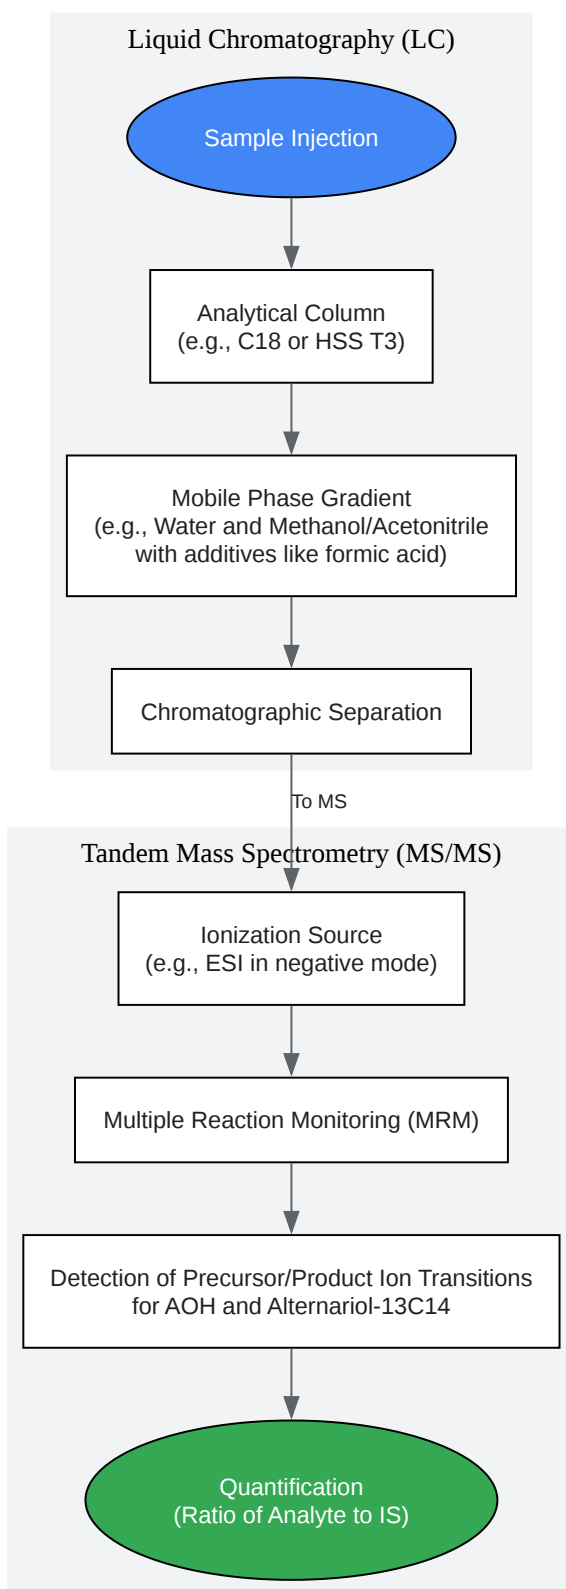 Liquid Chromatography (LC)
Sample Injection
Analytical Column
(e.g., C18 or HSS T3)
Mobile Phase Gradient
(e.g., Water and Methanol/Acetonitrile
with additives like formic acid)
Chromatographic Separation
To MS
Tandem Mass Spectrometry (MS/MS)
Ionization Source
(e.g., ESI in negative mode)
Multiple Reaction Monitoring (MRM)
Detection of Precursor/Product Ion Transitions
for AOH and Alternariol-13C14
Quantification
(Ratio of Analyte to IS)